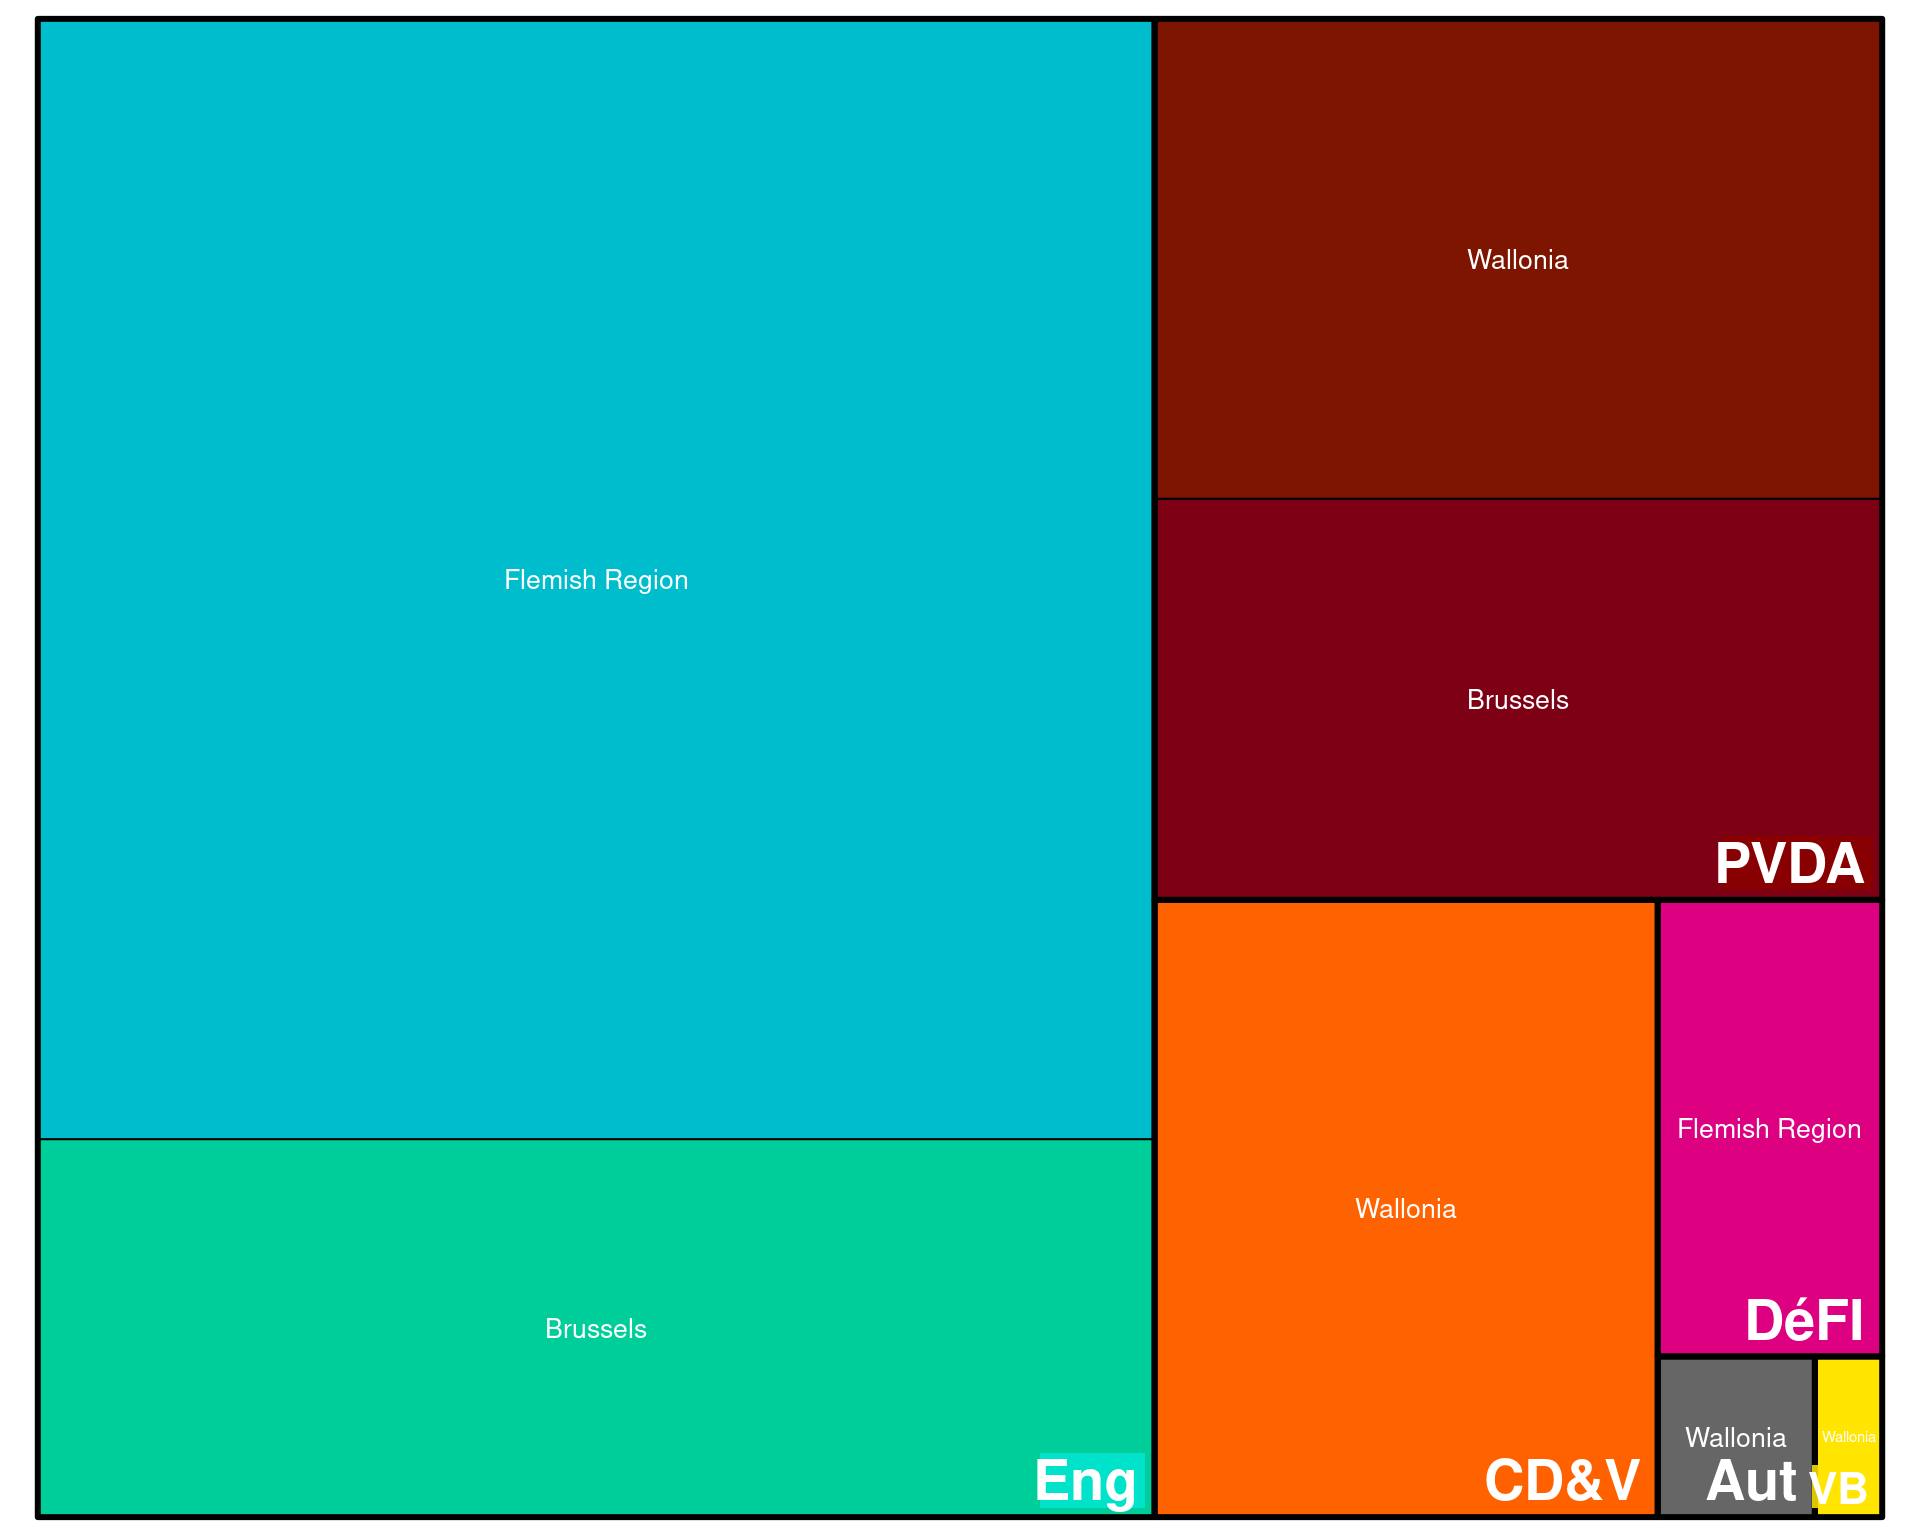 Flemish Region
Brussels
Eng
Wallonia
Brussels
PVDA
Wallonia
CD&V
Flemish Region
DéFI
Wallonia
Aut
Wallonia
VB